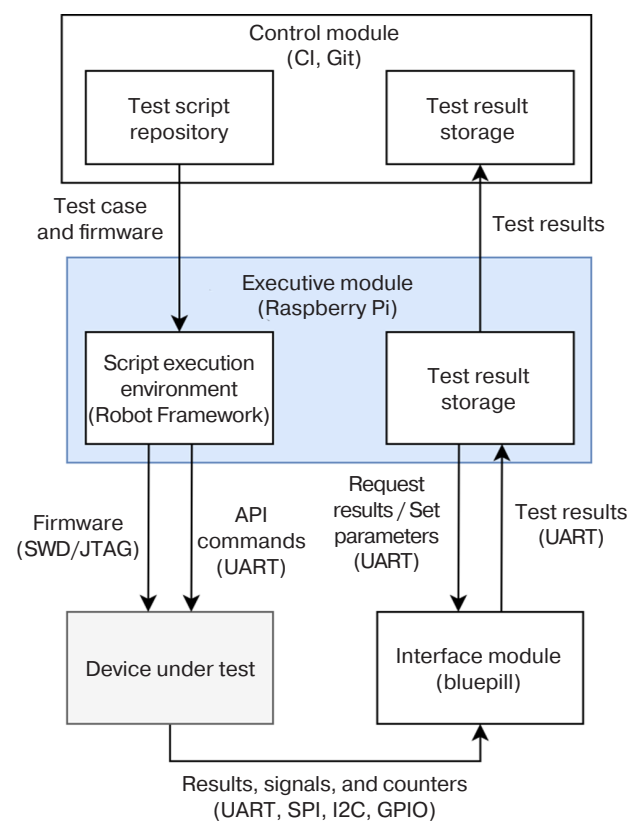 Control module
(CI, Git)
Test script
repository
Test result
storage
Test case
and firmware
Test results
Executive module
(Raspberry Pi)
Script execution
environment
(Robot Framework)
Test result
storage
Firmware
(SWD/JTAG)
API
commands
(UART)
Request
results / Set
parameters
(UART)
Test results
(UART)
Device under test
Interface module
(bluepill)
Results, signals, and counters
(UART, SPI, I2C, GPIO)